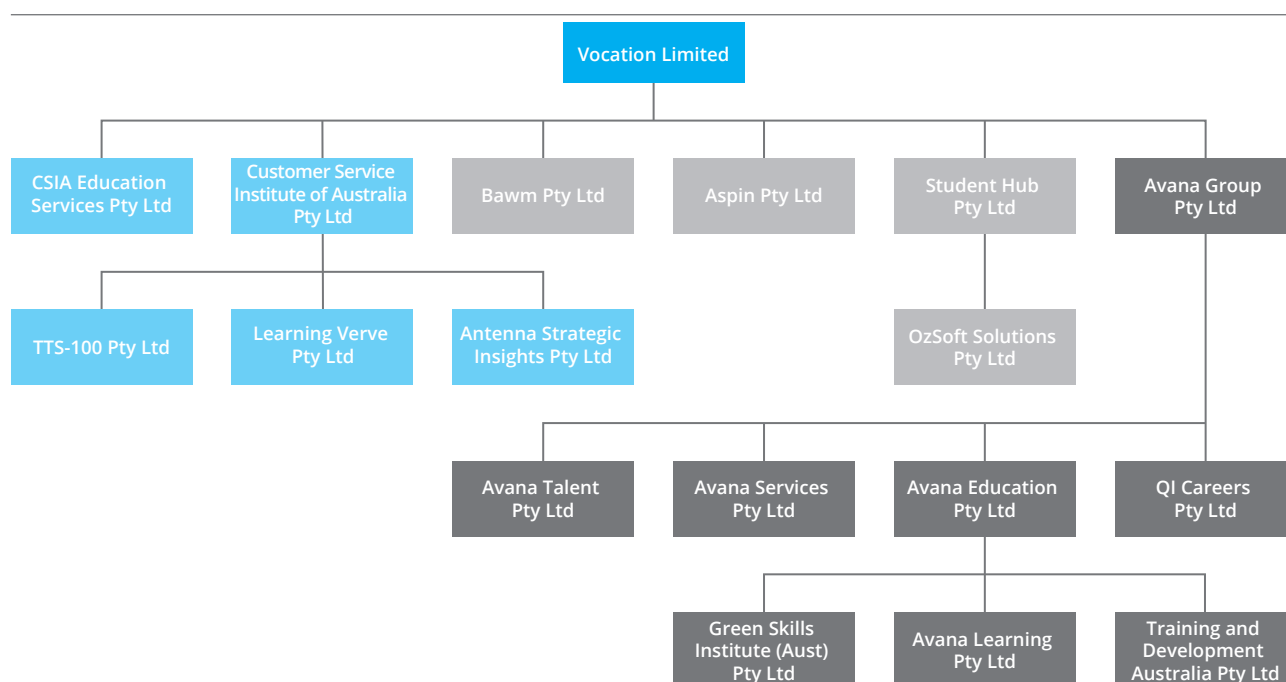 Vocation Limited
CSIA Education
Services Pty Ltd
Customer Service
Institute of Australia
Pty Ltd
Bawm Pty Ltd
Aspin Pty Ltd
Student Hub
Pty Ltd
Avana Group
Pty Ltd
TTS-100 Pty Ltd
Learning Verve
Pty Ltd
Antenna Strategic
Insights Pty Ltd
OzSoft Solutions
Pty Ltd
Avana Talent
Pty Ltd
Avana Services
Pty Ltd
Avana Education
Pty Ltd
QI Careers
Pty Ltd
Green Skills
Institute (Aust)
Pty Ltd
Avana Learning
Pty Ltd
Training and
Development
Australia Pty Ltd